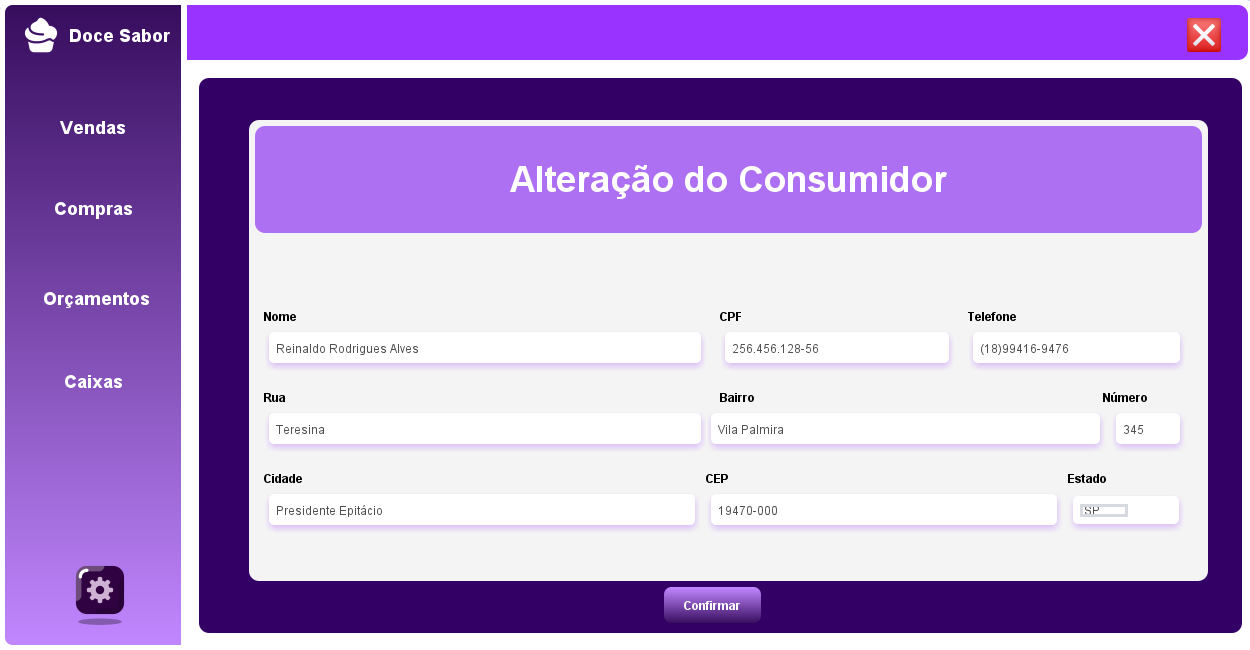 Doce Sabor
Vendas
Compras
Orçamentos
Caixas
Alteração do Consumidor
Nome CPF Telefone
Reinaldo Rodrigues Alves 256.456.128-56 (18)99416-9476
Rua Bairro Número
Teresina Vila Palmira 345
Cidade CEP Estado
Presidente Epitácio 19470-000 SP
Confirmar